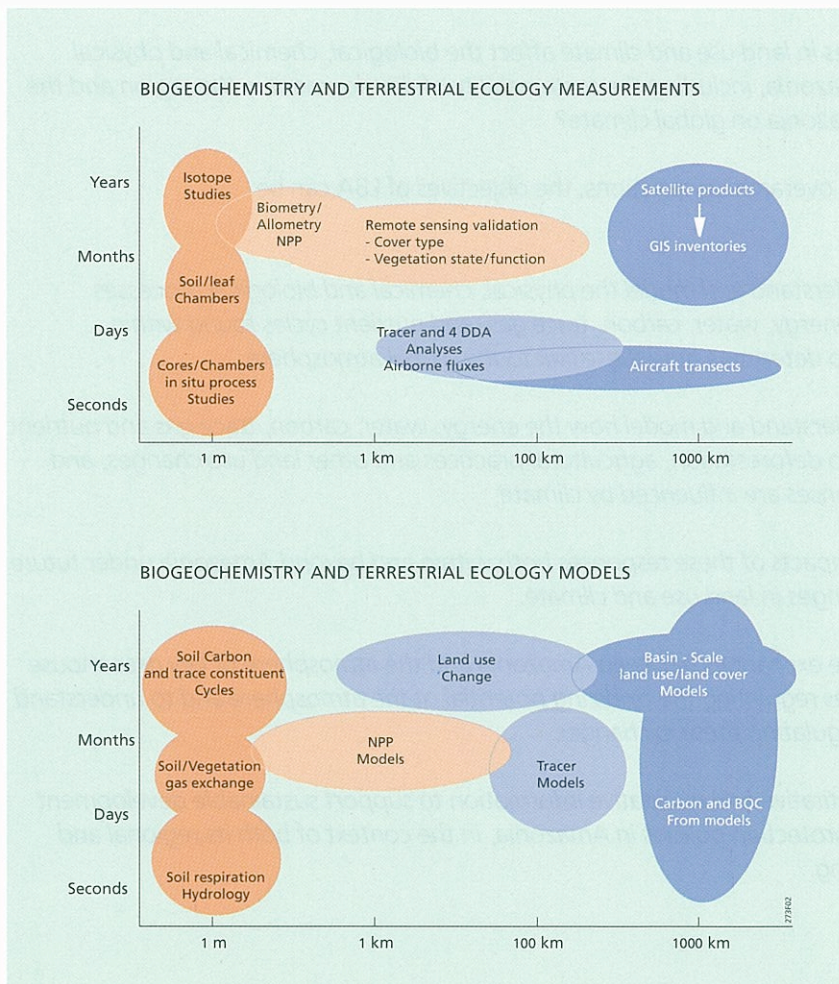 BIOGEOCHEMISTRY AND TERRESTRIAL ECOLOGY MEASUREMENTS
Years
Months
Days
Seconds
Isotope
Studies
Biometry/
Allometry
NPP
Remote sensing validation
- Cover type
- Vegetation state/function
Satellite products
GIS inventories
Soil/leaf
Chambers
Cores/Chambers
in situ process
Studies
Tracer and 4 DDA
Analyses
Airborne fluxes
Aircraft transects
1 m
1 km
100 km
1000 km
BIOGEOCHEMISTRY AND TERRESTRIAL ECOLOGY MODELS
Years
Months
Days
Seconds
Soil Carbon
and trace constituent
Cycles
Land use
Change
Basin - Scale
land use/land cover
Models
NPP
Models
Soil/Vegetation
gas exchange
Tracer
Models
Carbon and BQC
From models
Soil respiration
Hydrology
273F02
1 m
1 km
100 km
1000 km